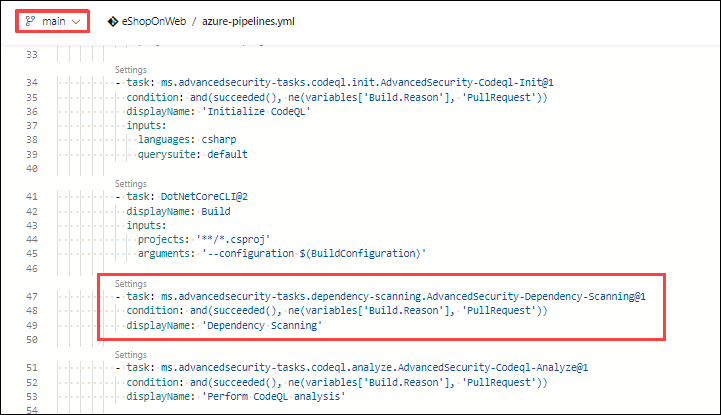 main
eShopOnWeb / azure-pipelines.yml
33
Settings
34 - task: ms.advancedsecurity-tasks.codeql.init.AdvancedSecurity-Codeql-Init@1
35 condition: and(succeeded(), ne(variables['Build.Reason'], 'PullRequest'))
36 displayName: 'Initialize CodeQL'
37 inputs:
38 languages: csharp
39 querysuite: default
40
Settings
41 - task: DotNetCoreCLI@2
42 displayName: Build
43 inputs:
44 projects: '**/*.csproj'
45 arguments: '--configuration $(BuildConfiguration)'
46
Settings
47 - task: ms.advancedsecurity-tasks.dependency-scanning.AdvancedSecurity-Dependency-Scanning@1
48 condition: and(succeeded(), ne(variables['Build.Reason'], 'PullRequest'))
49 displayName: 'Dependency Scanning'
50
Settings
51 - task: ms.advancedsecurity-tasks.codeql.analyze.AdvancedSecurity-Codeql-Analyze@1
52 condition: and(succeeded(), ne(variables['Build.Reason'], 'PullRequest'))
53 displayName: 'Perform CodeQL analysis'
54